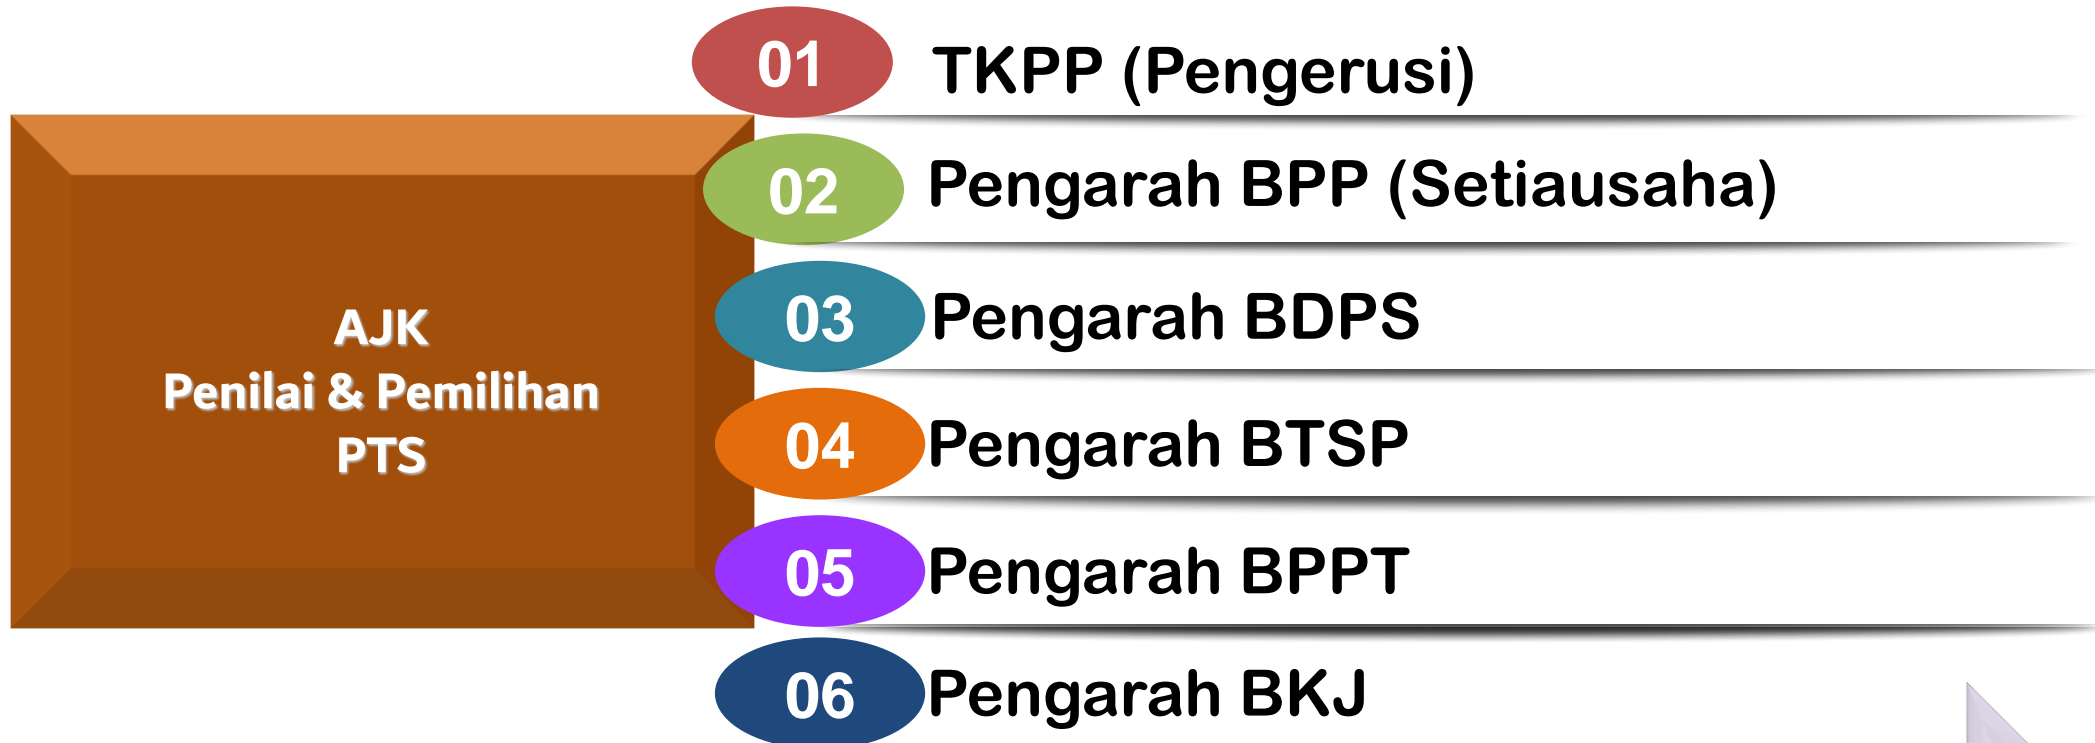 AJK
Penilai & Pemilihan
PTS
01 TKPP (Pengerusi)
02 Pengarah BPP (Setiausaha)
03 Pengarah BDPS
04 Pengarah BTSP
05 Pengarah BPPT
06 Pengarah BKJ